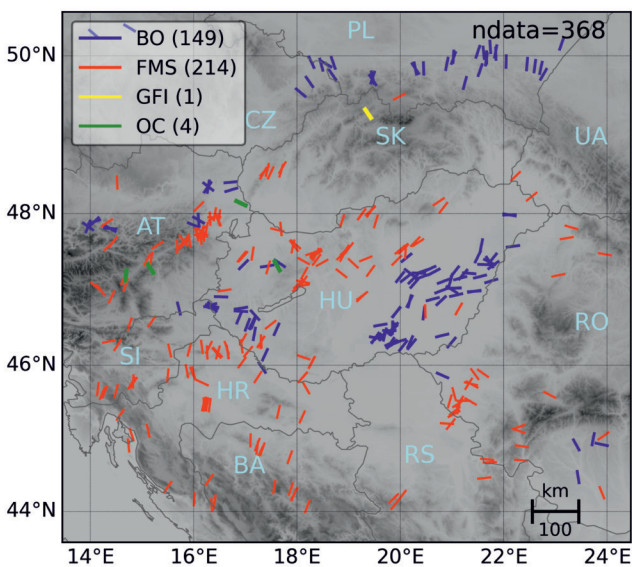 50°N
48°N
46°N
44°N
BO (149)
FMS (214)
GFI (1)
OC (4)
ndata=368
PL
CZ
SK
UA
AT
HU
RO
SI
HR
BA
RS
km
100
14°E
16°E
18°E
20°E
22°E
24°E